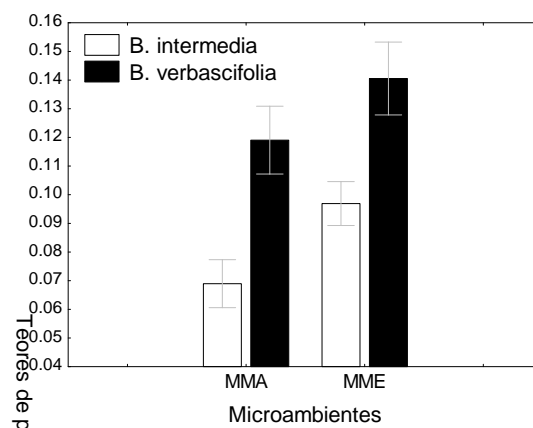 0.16
0.15
0.14
0.13
0.12
0.11
0.10
0.09
0.08
0.07
0.06
0.05
0.04
B. intermedia
B. verbascifolia
MMA
MME
Microambientes
Teores de p